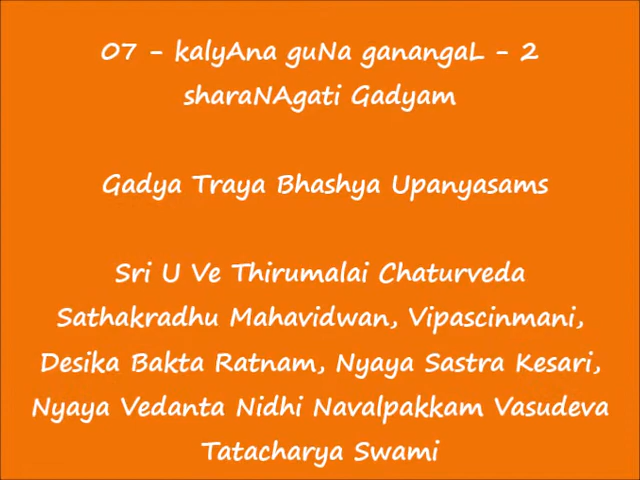 07 - kalyAna guNa ganangaL - 2
sharaNAgati Gadyam
Gadya Traya Bhashya Upanyasams
Sri U Ve Thirumalai Chaturveda
Sathakradhu Mahavidwan, Vipascinmani,
Desika Bakta Ratnam, Nyaya Sastra Kesari,
Nyaya Vedanta Nidhi Navalpakkam Vasudeva
Tatacharya Swami